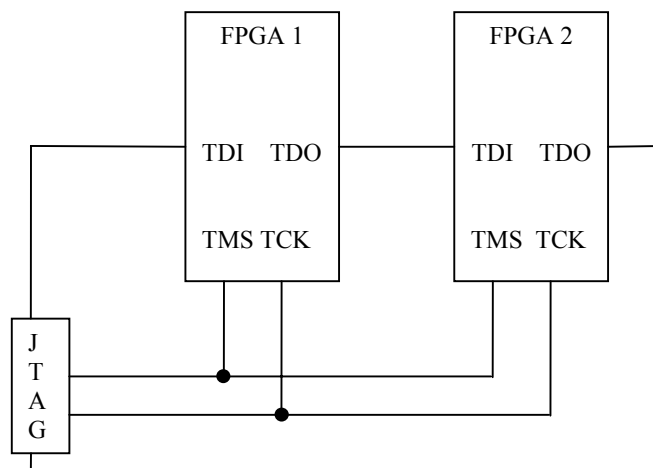 FPGA 1
FPGA 2
TDI TDO
TDI TDO
TMS TCK
TMS TCK
J
T
A
G